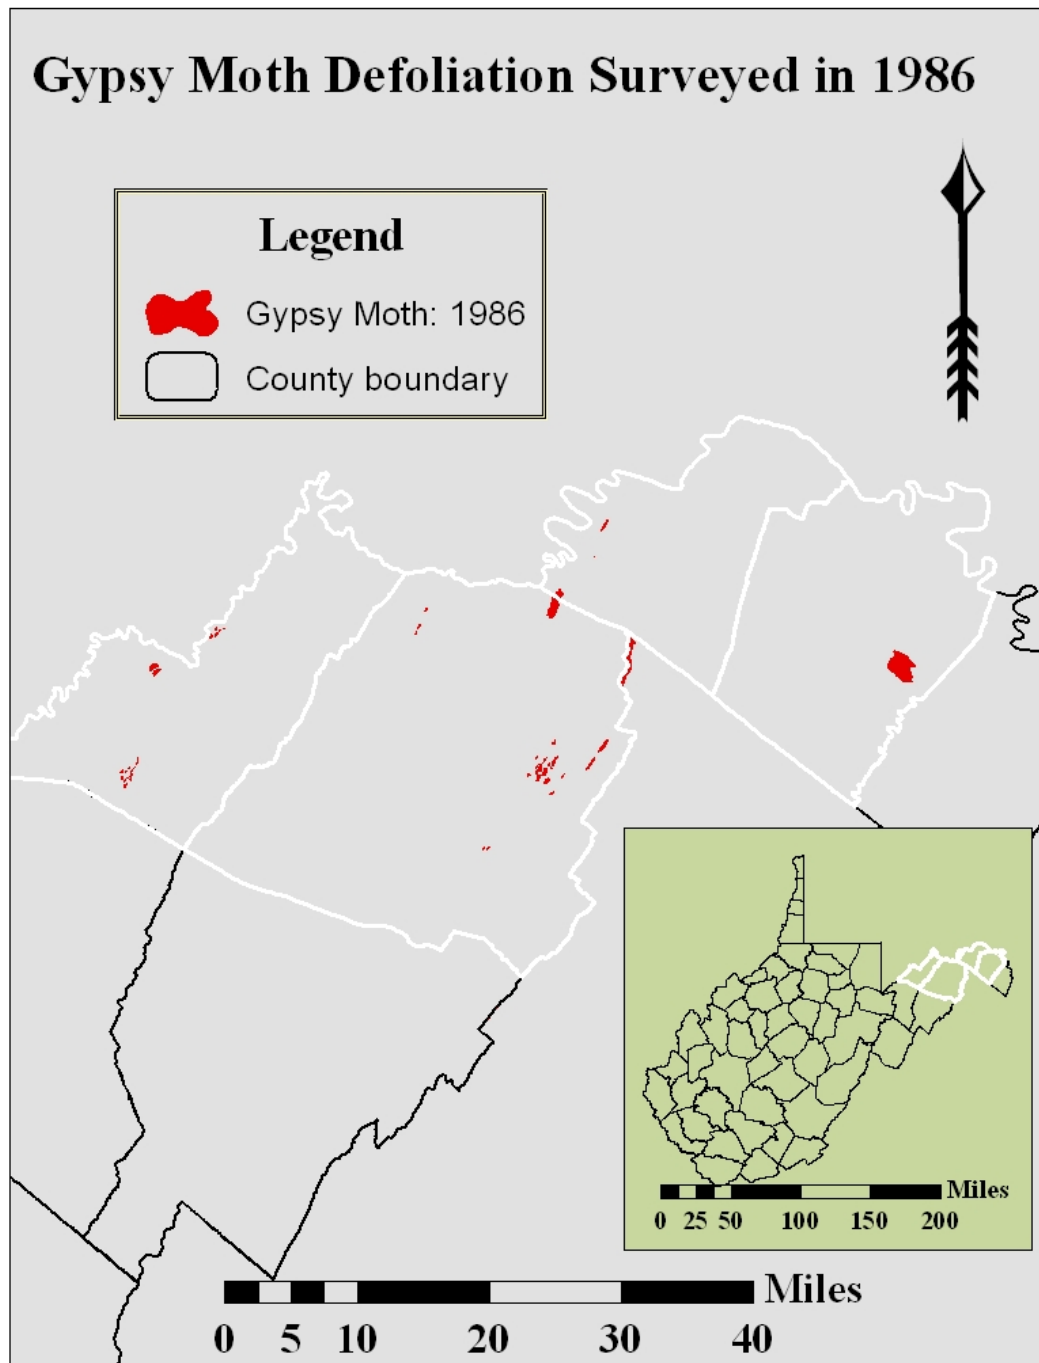 Gypsy Moth Defoliation Surveyed in 1986
Legend
Gypsy Moth: 1986
County boundary
Miles
0 25 50 100 150 200
Miles
0 5 10 20 30 40